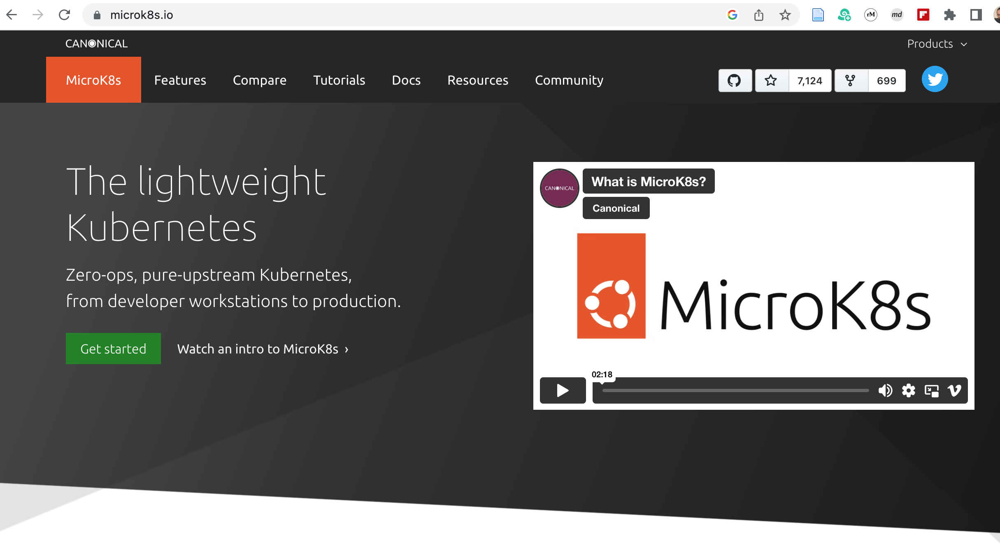 microk8s.io
rM
md
CANONICAL
Products
MicroK8s
Features
Compare
Tutorials
Docs
Resources
Community
7,124
699
The lightweight
Kubernetes
Zero-ops, pure-upstream Kubernetes,
from developer workstations to production.
Get started
Watch an intro to MicroK8s ›
CANONICAL
What is MicroK8s?
Canonical
MicroK8s
02:18